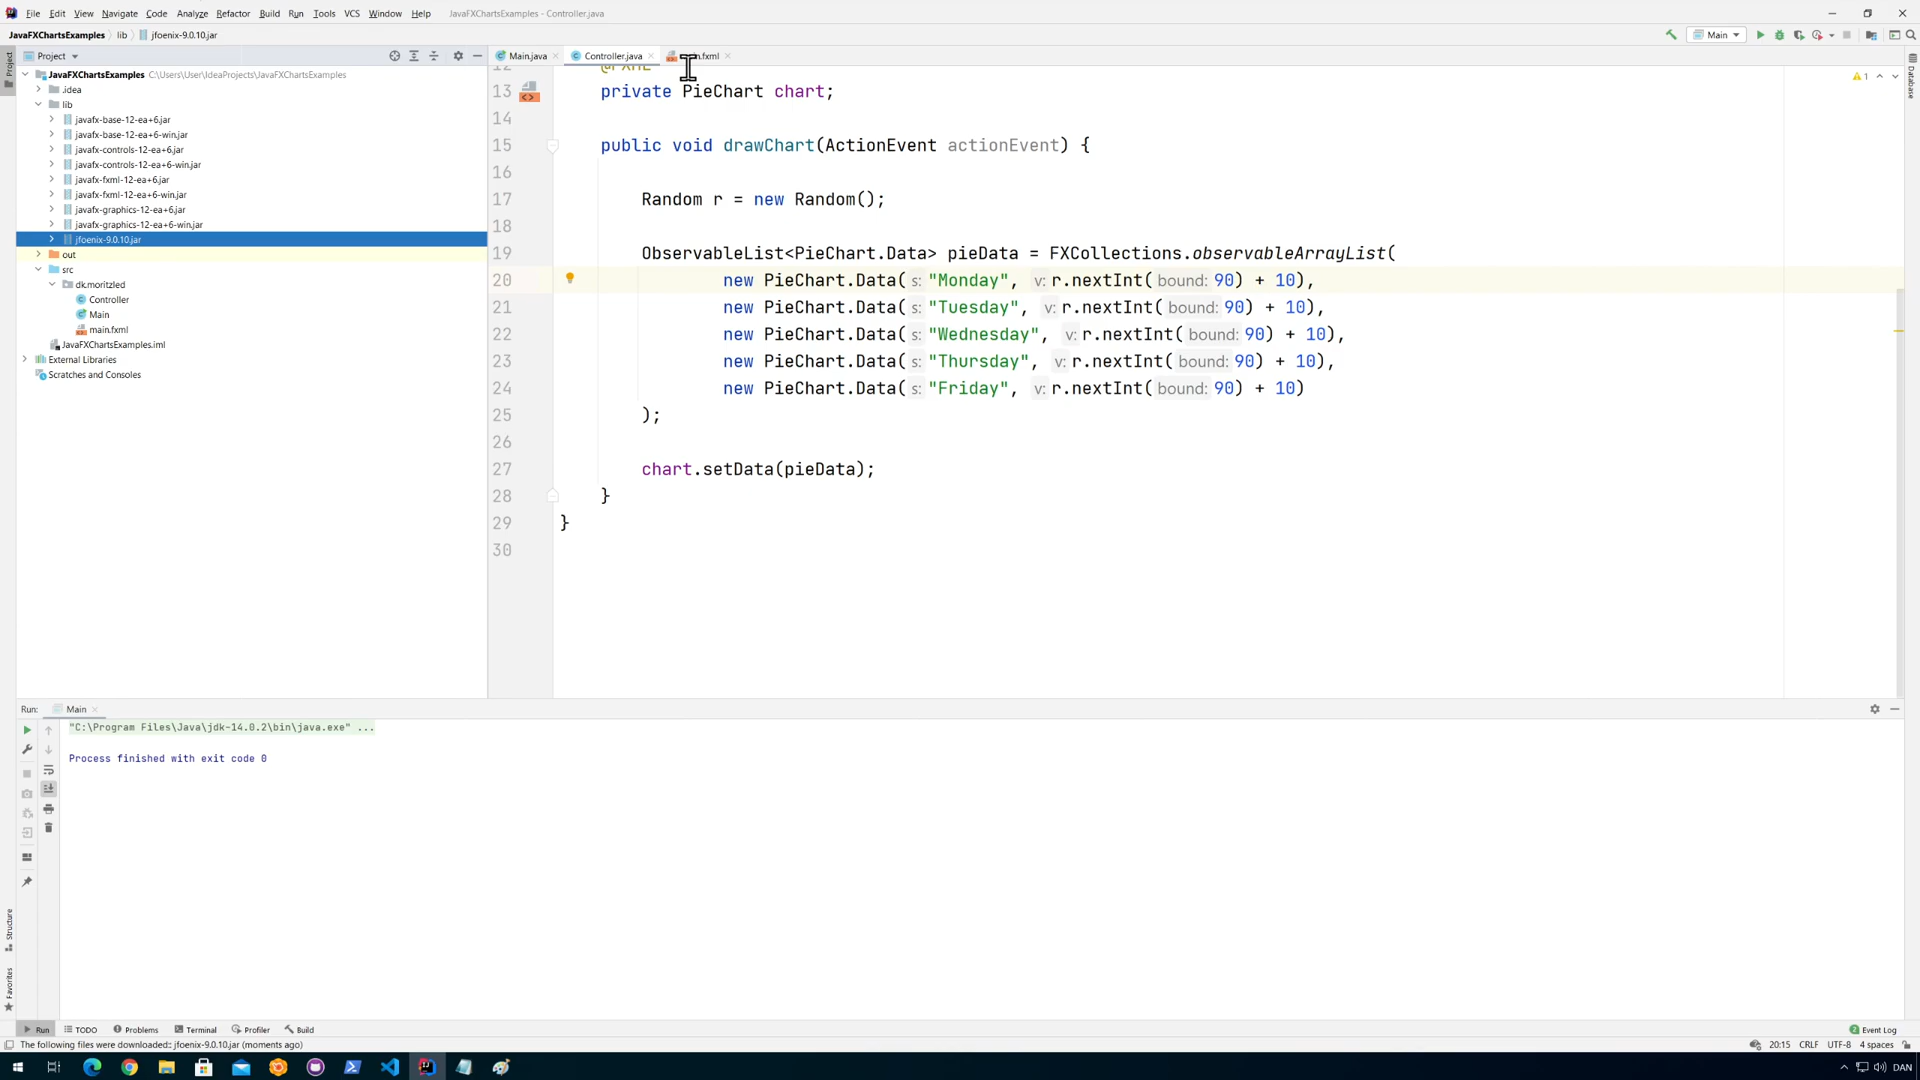 File Edit View Navigate Code Analyze Refactor Build Run Tools VCS Window Help JavaFXChartsExamples - Controller.java
JavaFXChartsExamples lib jfoenix-9.0.10.jar Main
Project Main.java Controller.java .fxml
Project
JavaFXChartsExamples C:\Users\User\IdeaProjects\JavaFXChartsExamples
.idea
lib
javafx-base-12-ea+6.jar
javafx-base-12-ea+6-win.jar
javafx-controls-12-ea+6.jar
javafx-controls-12-ea+6-win.jar
javafx-fxml-12-ea+6.jar
javafx-fxml-12-ea+6-win.jar
javafx-graphics-12-ea+6.jar
javafx-graphics-12-ea+6-win.jar
jfoenix-9.0.10.jar
out
src
dk.moritzled
Controller
Main
main.fxml
JavaFXChartsExamples.iml
External Libraries
Scratches and Consoles
12 @FXML
13 private PieChart chart;
14
15 public void drawChart(ActionEvent actionEvent) {
16
17 Random r = new Random();
18
19 ObservableList<PieChart.Data> pieData = FXCollections.observableArrayList(
20 new PieChart.Data( s: "Monday", v: r.nextInt( bound: 90) + 10),
21 new PieChart.Data( s: "Tuesday", v: r.nextInt( bound: 90) + 10),
22 new PieChart.Data( s: "Wednesday", v: r.nextInt( bound: 90) + 10),
23 new PieChart.Data( s: "Thursday", v: r.nextInt( bound: 90) + 10),
24 new PieChart.Data( s: "Friday", v: r.nextInt( bound: 90) + 10)
25 );
26
27 chart.setData(pieData);
28 }
29 }
30
1
Database
Run: Main
"C:\Program Files\Java\jdk-14.0.2\bin\java.exe" ...
Process finished with exit code 0
Structure
Favorites
Run TODO Problems Terminal Profiler Build 2 Event Log
The following files were downloaded:: jfoenix-9.0.10.jar (moments ago) 20:15 CRLF UTF-8 4 spaces
DAN